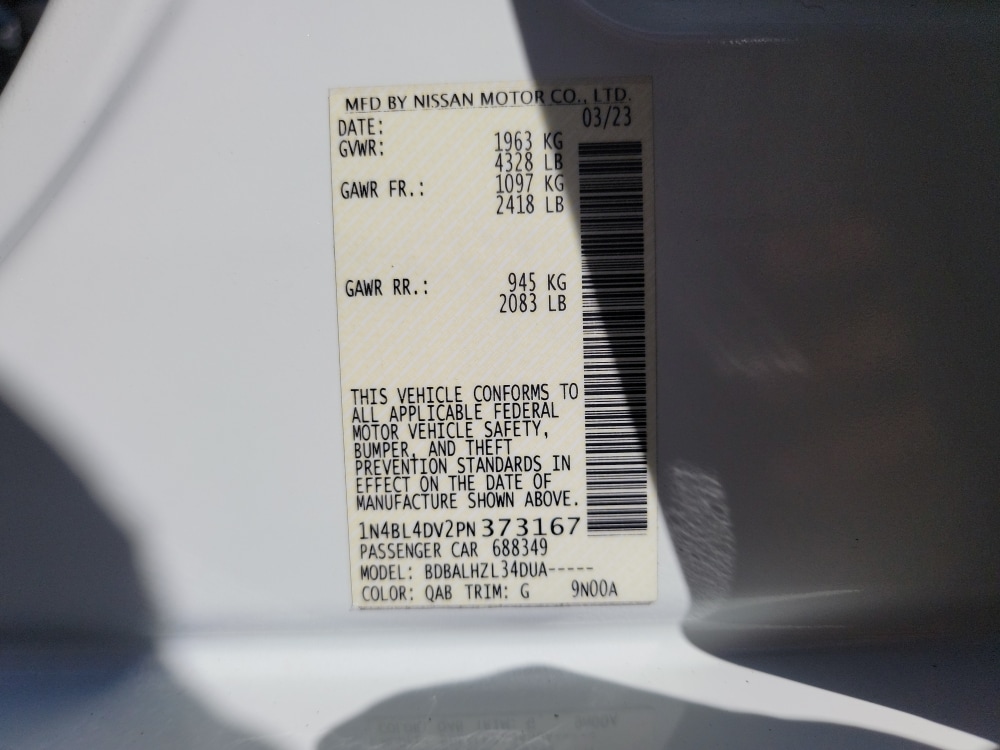 MFD BY NISSAN MOTOR CO., LTD.
DATE: 03/23
GVWR: 1963 KG
4328 LB
GAWR FR.: 1097 KG
2418 LB
GAWR RR.: 945 KG
2083 LB
THIS VEHICLE CONFORMS TO
ALL APPLICABLE FEDERAL
MOTOR VEHICLE SAFETY,
BUMPER, AND THEFT
PREVENTION STANDARDS IN
EFFECT ON THE DATE OF
MANUFACTURE SHOWN ABOVE.
1N4BL4DV2PN373167
PASSENGER CAR 688349
MODEL: BDBALHZL34DUA-----
COLOR: QAB TRIM: G 9N00A